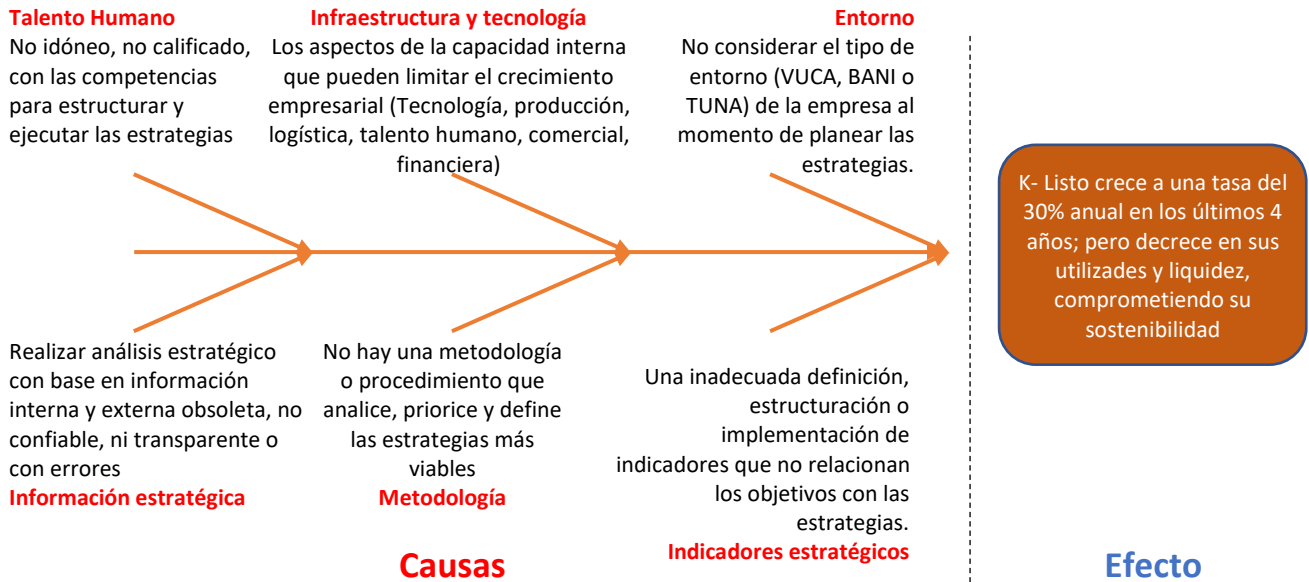 Talento Humano
No idóneo, no calificado,
con las competencias
para estructurar y
ejecutar las estrategias
Infraestructura y tecnología
Los aspectos de la capacidad interna
que pueden limitar el crecimiento
empresarial (Tecnología, producción,
logística, talento humano, comercial,
financiera)
Entorno
No considerar el tipo de
entorno (VUCA, BANI o
TUNA) de la empresa al
momento de planear las
estrategias.
K- Listo crece a una tasa del
30% anual en los últimos 4
años; pero decrece en sus
utilizades y liquidez,
comprometiendo su
sostenibilidad
Realizar análisis estratégico
con base en información
interna y externa obsoleta, no
confiable, ni transparente o
con errores
Información estratégica
No hay una metodología
o procedimiento que
analice, priorice y define
las estrategias más
viables
Metodología
Una inadecuada definición,
estructuración o
implementación de
indicadores que no relacionan
los objetivos con las
estrategias.
Indicadores estratégicos
Causas
Efecto